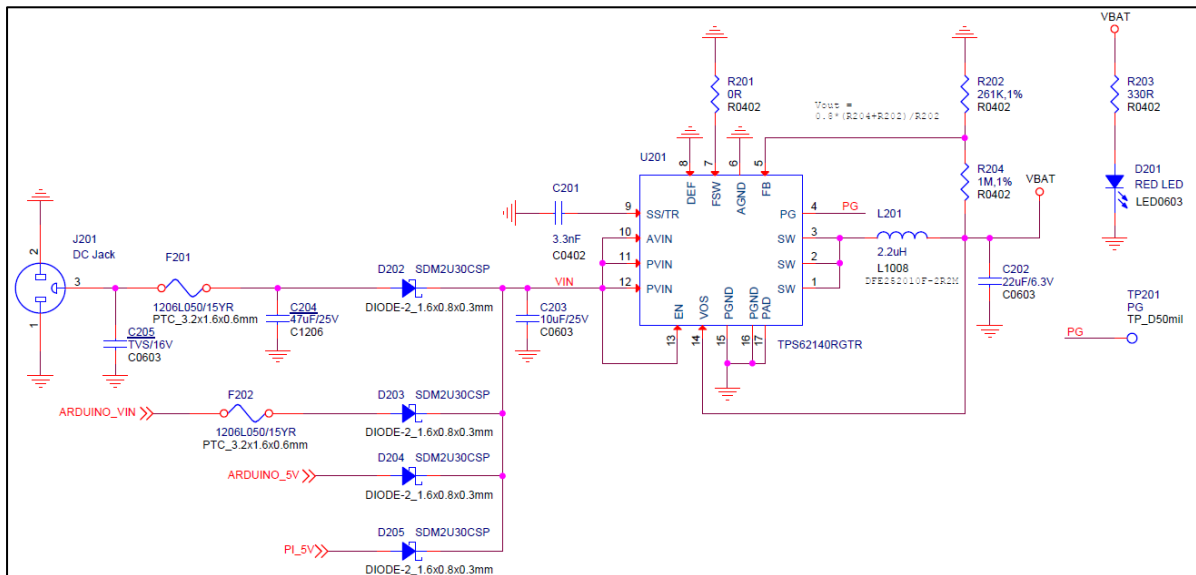 VBAT
R201
0R
R0402
R202
261K,1%
R0402
R203
330R
R0402
Vout =
0.8*(R204+R202)/R202
U201
8
7
6
5
DEF
FSW
AGND
FB
R204
1M,1%
R0402
VBAT
D201
RED LED
LED0603
C201
3.3nF
C0402
9
SS/TR
PG
4
PG
10
AVIN
SW
3
L201
2.2uH
L1008
DFE252010F-2R2M
11
PVIN
SW
2
12
PVIN
SW
1
EN
VOS
PGND
PGND
PAD
13
14
15
16
17
TPS62140RGTR
C202
22uF/6.3V
C0603
TP201
PG
TP_D50mil
PG
J201
DC Jack
2
3
1
F201
1206L050/15YR
PTC_3.2x1.6x0.6mm
D202 SDM2U30CSP
DIODE-2_1.6x0.8x0.3mm
VIN
C205
TVS/16V
C0603
C204
47uF/25V
C1206
C203
10uF/25V
C0603
F202
ARDUINO_VIN
1206L050/15YR
PTC_3.2x1.6x0.6mm
D203 SDM2U30CSP
DIODE-2_1.6x0.8x0.3mm
D204 SDM2U30CSP
ARDUINO_5V
DIODE-2_1.6x0.8x0.3mm
D205 SDM2U30CSP
PI_5V
DIODE-2_1.6x0.8x0.3mm